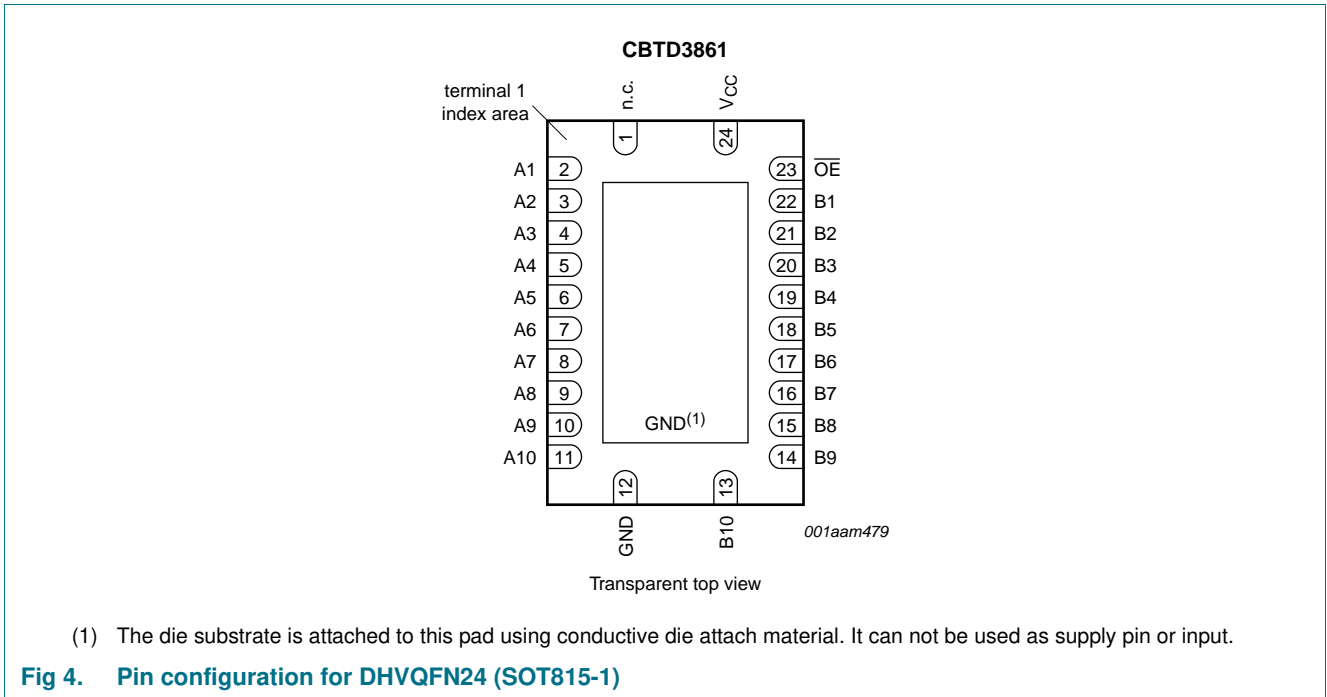 CBTD3861
terminal 1
index area
n.c.
VCC
1
24
A1 2 23 OE
A2 3 22 B1
A3 4 21 B2
A4 5 20 B3
A5 6 19 B4
A6 7 18 B5
A7 8 17 B6
A8 9 16 B7
A9 10 GND(1) 15 B8
A10 11 14 B9
12
13
GND
B10
001aam479
Transparent top view
(1) The die substrate is attached to this pad using conductive die attach material. It can not be used as supply pin or input.
Fig 4. Pin configuration for DHVQFN24 (SOT815-1)